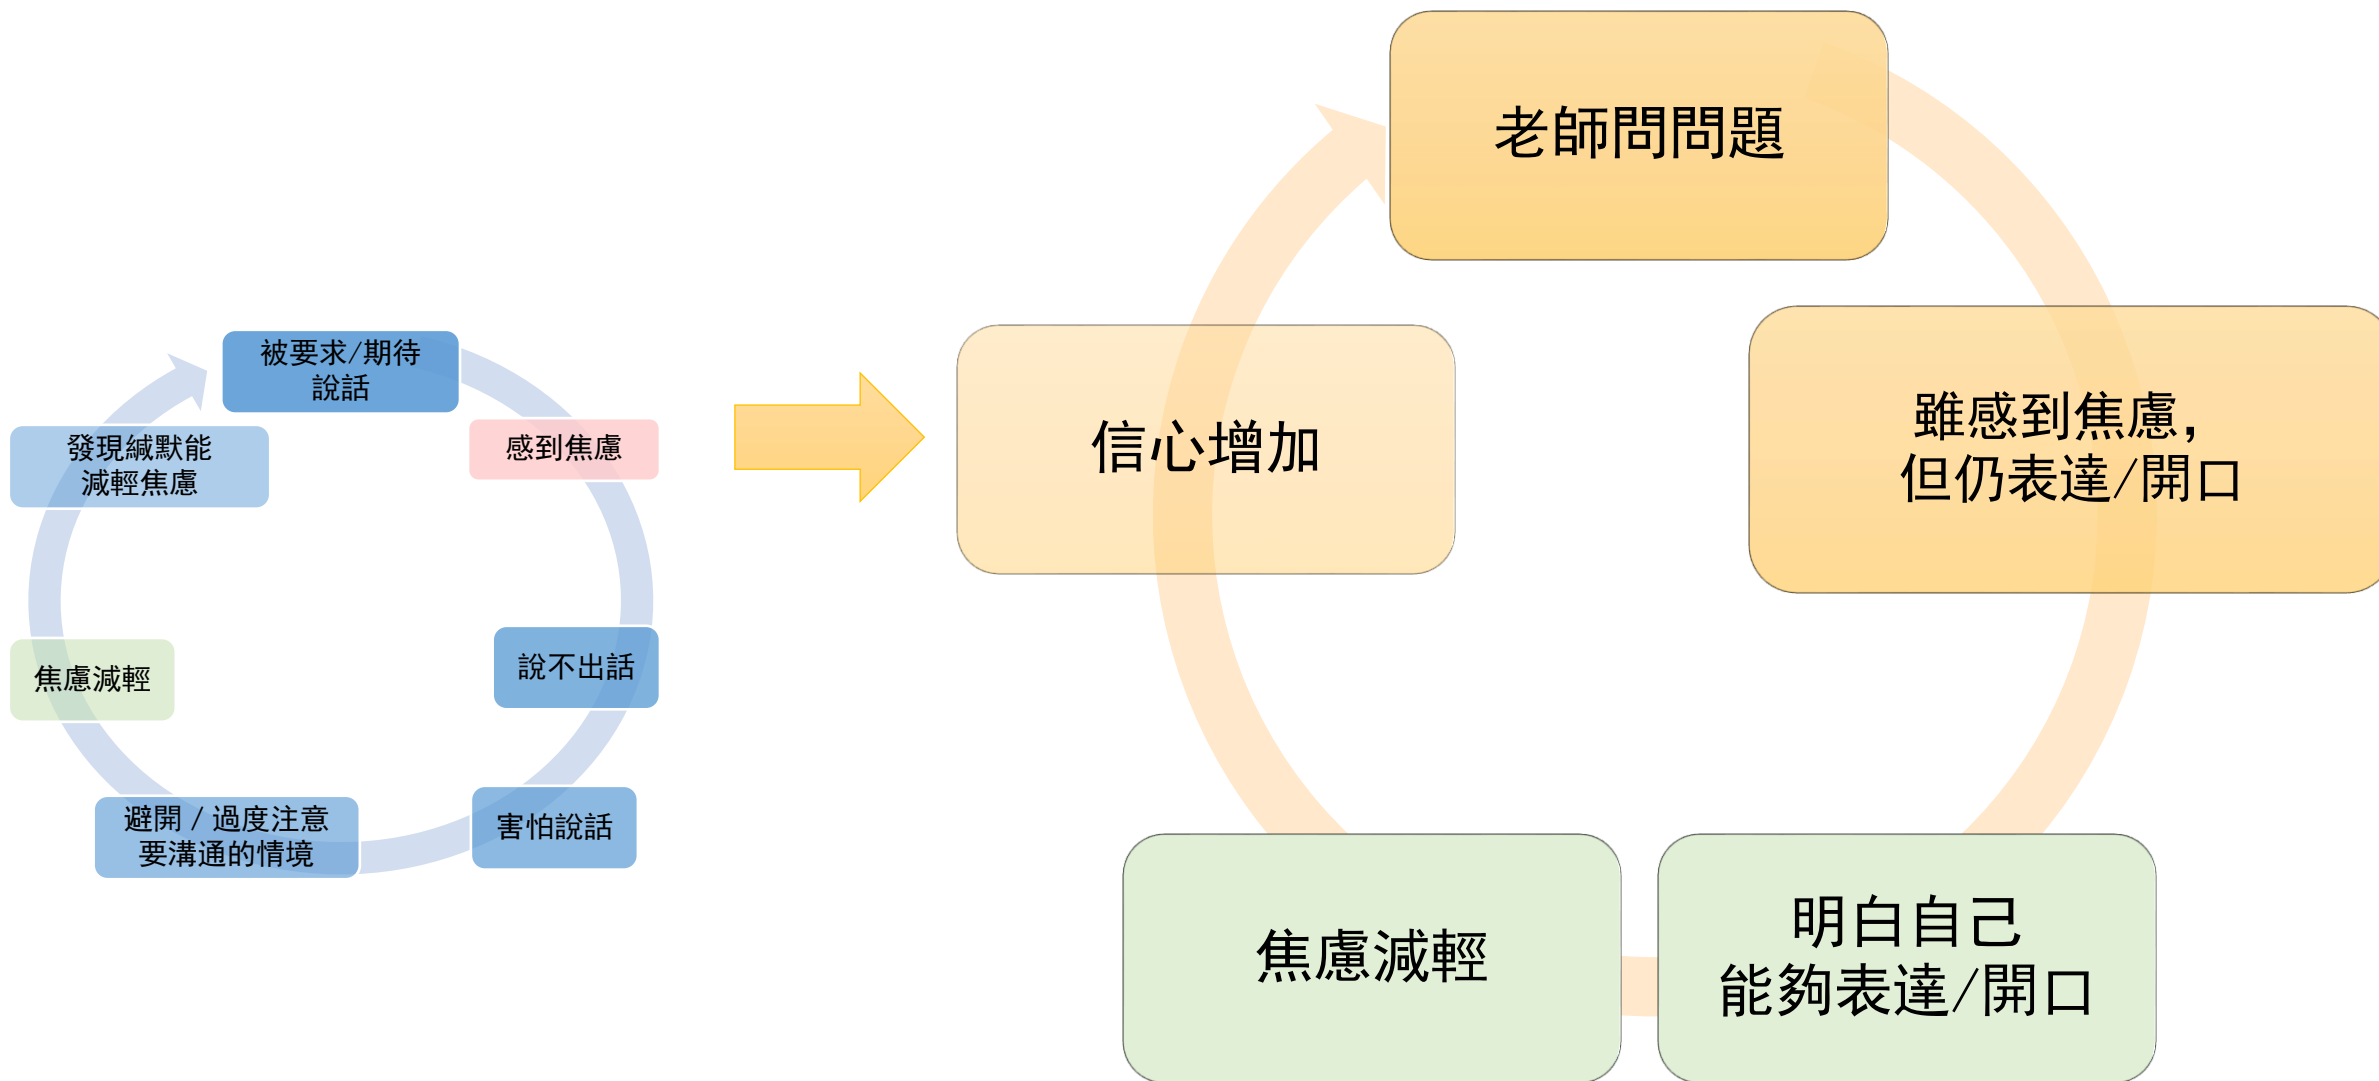 被要求/期待
說話
感到焦慮
說不出話
害怕說話
避開 / 過度注意
要溝通的情境
焦慮減輕
發現緘默能
減輕焦慮
老師問問題
雖感到焦慮，
但仍表達/開口
明白自己
能夠表達/開口
焦慮減輕
信心增加